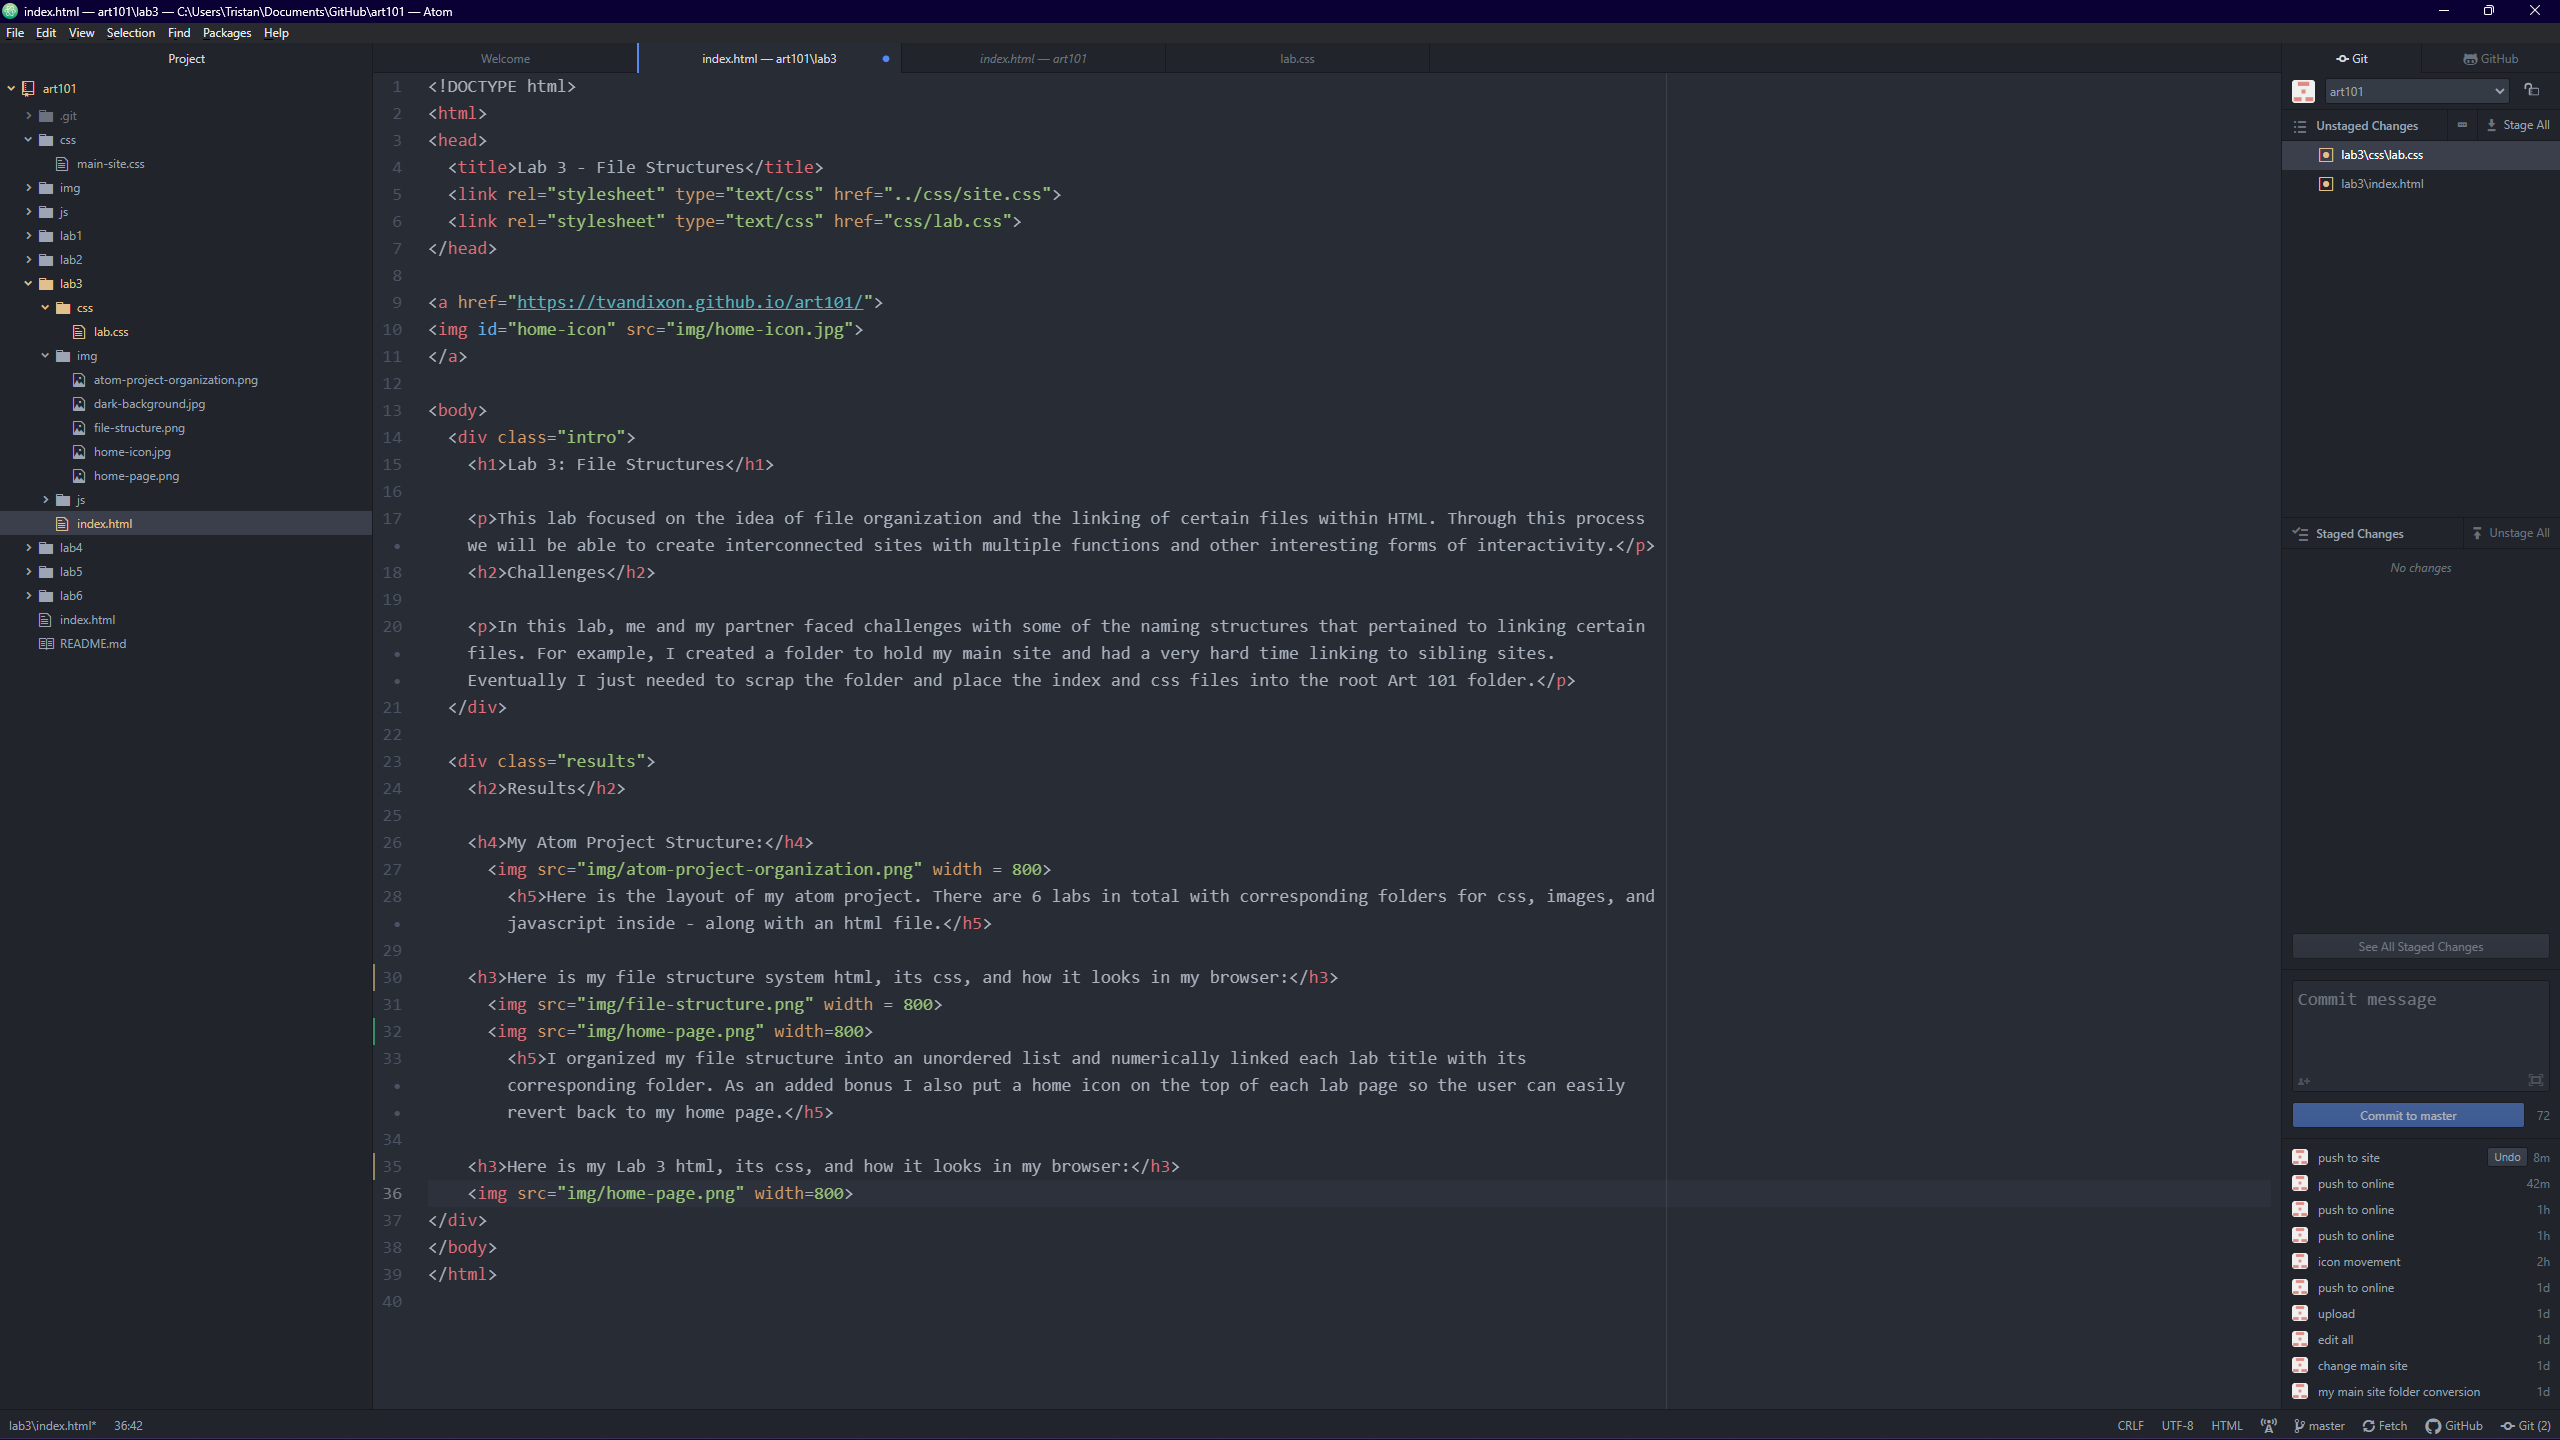 index.html — art101\lab3 — C:\Users\Tristan\Documents\GitHub\art101 — Atom
File Edit View Selection Find Packages Help
Project
art101
.git
css
main-site.css
img
js
lab1
lab2
lab3
css
lab.css
img
atom-project-organization.png
dark-background.jpg
file-structure.png
home-icon.jpg
home-page.png
js
index.html
lab4
lab5
lab6
index.html
README.md
Welcome
index.html — art101\lab3
index.html — art101
lab.css
1 <!DOCTYPE html>
2 <html>
3 <head>
4 <title>Lab 3 - File Structures</title>
5 <link rel="stylesheet" type="text/css" href="../css/site.css">
6 <link rel="stylesheet" type="text/css" href="css/lab.css">
7 </head>
8
9 <a href="https://tvandixon.github.io/art101/">
10 <img id="home-icon" src="img/home-icon.jpg">
11 </a>
12
13 <body>
14 <div class="intro">
15 <h1>Lab 3: File Structures</h1>
16
17 <p>This lab focused on the idea of file organization and the linking of certain files within HTML. Through this process
• we will be able to create interconnected sites with multiple functions and other interesting forms of interactivity.</p>
18 <h2>Challenges</h2>
19
20 <p>In this lab, me and my partner faced challenges with some of the naming structures that pertained to linking certain
• files. For example, I created a folder to hold my main site and had a very hard time linking to sibling sites.
• Eventually I just needed to scrap the folder and place the index and css files into the root Art 101 folder.</p>
21 </div>
22
23 <div class="results">
24 <h2>Results</h2>
25
26 <h4>My Atom Project Structure:</h4>
27 <img src="img/atom-project-organization.png" width = 800>
28 <h5>Here is the layout of my atom project. There are 6 labs in total with corresponding folders for css, images, and
• javascript inside - along with an html file.</h5>
29
30 <h3>Here is my file structure system html, its css, and how it looks in my browser:</h3>
31 <img src="img/file-structure.png" width = 800>
32 <img src="img/home-page.png" width=800>
33 <h5>I organized my file structure into an unordered list and numerically linked each lab title with its
• corresponding folder. As an added bonus I also put a home icon on the top of each lab page so the user can easily
• revert back to my home page.</h5>
34
35 <h3>Here is my Lab 3 html, its css, and how it looks in my browser:</h3>
36 <img src="img/home-page.png" width=800>
37 </div>
38 </body>
39 </html>
40
Git
GitHub
art101
Unstaged Changes
Stage All
lab3\css\lab.css
lab3\index.html
Staged Changes
Unstage All
No changes
See All Staged Changes
Commit message
Commit to master 72
push to site Undo 8m
push to online 42m
push to online 1h
push to online 1h
icon movement 2h
push to online 1d
upload 1d
edit all 1d
change main site 1d
my main site folder conversion 1d
lab3\index.html* 36:42
CRLF UTF-8 HTML master Fetch GitHub Git (2)